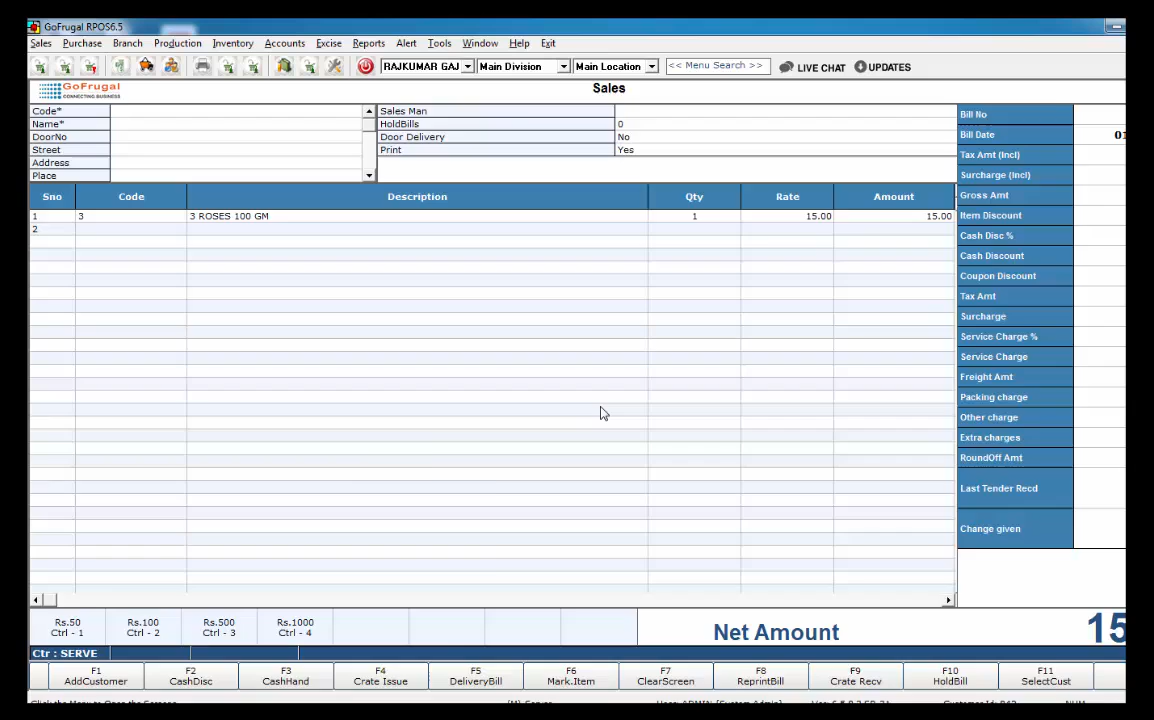 GoFrugal RPOS6.5
Sales Purchase Branch Production Inventory Accounts Excise Reports Alert Tools Window Help Exit
RAJKUMAR GAJ Main Division Main Location << Menu Search >> LIVE CHAT UPDATES
GoFrugal
CONNECTING BUSINESS
Sales
Code*
Name*
DoorNo
Street
Address
Place
Sales Man
HoldBills 0
Door Delivery No
Print Yes
Sno Code Description Qty Rate Amount
1 3 3 ROSES 100 GM 1 15.00 15.00
2
Bill No
Bill Date 01
Tax Amt (Incl)
Surcharge (Incl)
Gross Amt
Item Discount
Cash Disc %
Cash Discount
Coupon Discount
Tax Amt
Surcharge
Service Charge %
Service Charge
Freight Amt
Packing charge
Other charge
Extra charges
RoundOff Amt
Last Tender Recd
Change given
Rs.50 Rs.100 Rs.500 Rs.1000
Ctrl - 1 Ctrl - 2 Ctrl - 3 Ctrl - 4
Net Amount 15
Ctr : SERVE
F1 F2 F3 F4 F5 F6 F7 F8 F9 F10 F11
AddCustomer CashDisc CashHand Crate Issue DeliveryBill Mark.Item ClearScreen ReprintBill Crate Recv HoldBill SelectCust